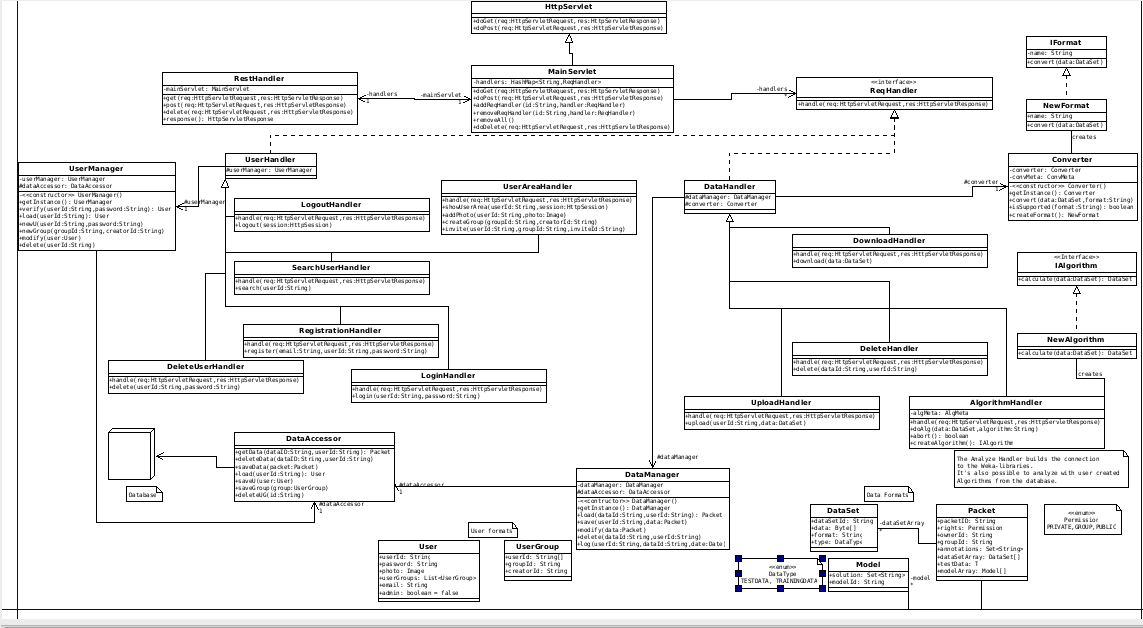 HttpServlet
+doGet(req:HttpServletRequest,res:HttpServletResponse)
+doPost(req:HttpServletRequest,res:HttpServletResponse)
IFormat
-name: String
+convert(data:DataSet)
RestHandler
-mainServlet: MainServlet
+get(req:HttpServletRequest,res:HttpServletResponse)
+post(req:HttpServletRequest,res:HttpServletResponse)
+delete(req:HttpServletRequest,res:HttpServletResponse)
+response(): HttpServletResponse
-handlers
1
-mainServlet
1
MainServlet
-handlers: HashMap<String,ReqHandler>
+doGet(req:HttpServletRequest,res:HttpServletResponse)
+doPost(req:HttpServletRequest,res:HttpServletResponse)
+addReqHandler(id:String,handler:ReqHandler)
+removeReqHandler(id:String,handler:ReqHandler)
+removeAll()
+doDelete(req:HttpServletRequest,res:HttpServletResponse)
-handlers
*
<<interface>>
ReqHandler
+handle(req:HttpServletRequest,res:HttpServletResponse)
NewFormat
+name: String
+convert(data:DataSet)
creates
UserManager
-userManager: UserManager
#dataAccessor: DataAccessor
-<<constructor>> UserManager()
+getInstance(): UserManager
+verify(userId:String,password:String): User
+load(userId:String): User
+newU(userId:String,password:String)
+newGroup(groupId:String,creatorId:String)
+modify(user:User)
+delete(userId:String)
#userManager
1
UserHandler
#userManager: UserManager
LogoutHandler
+handle(req:HttpServletRequest,res:HttpServletResponse)
+logout(session:HttpSession)
UserAreaHandler
+handle(req:HttpServletRequest,res:HttpServletResponse)
+showUserArea(userId:String,session:HttpSession)
+addPhoto(userId:String,photo:Image)
+createGroup(groupId:String,creatorId:String)
+invite(userId:String,groupId:String,inviteId:String)
DataHandler
#dataManager: DataManager
#converter: Converter
#converter
1
Converter
-converter: Converter
-convMeta: ConvMeta
-<<constructor>> Converter()
+getInstance(): Converter
+convert(data:DataSet,format:String)
+isSupported(format:String): boolean
+createFormat(): NewFormat
DownloadHandler
+handle(req:HttpServletRequest,res:HttpServletResponse)
+download(data:DataSet)
<<Interface>>
IAlgorithm
+calculate(data:DataSet): DataSet
SearchUserHandler
+handle(req:HttpServletRequest,res:HttpServletResponse)
+search(userId:String)
RegistrationHandler
+handle(req:HttpServletRequest,res:HttpServletResponse)
+register(email:String,userId:String,password:String)
NewAlgorithm
+calculate(data:DataSet): DataSet
creates
DeleteHandler
+handle(req:HttpServletRequest,res:HttpServletResponse)
+delete(dataId:String,userId:String)
DeleteUserHandler
+handle(req:HttpServletRequest,res:HttpServletResponse)
+delete(userId:String,password:String)
LoginHandler
+handle(req:HttpServletRequest,res:HttpServletResponse)
+login(userId:String,password:String)
UploadHandler
+handle(req:HttpServletRequest,res:HttpServletResponse)
+upload(userId:String,data:DataSet)
AlgorithmHandler
-algMeta: AlgMeta
+handle(req:HttpServletRequest,res:HttpServletResponse)
+doAlg(data:DataSet,algorithm:String)
+abort(): boolean
+createAlgorithm(): IAlgorithm
The Analyze Handler builds the connection
to the Weka-libraries.
It's also possible to analyze with user created
Algorithms from the database.
Database
DataAccessor
+getData(dataID:String,userId:String): Packet
+deleteData(dataID:String,userId:String)
+saveData(packet:Packet)
+load(userId:String): User
+saveU(user:User)
+saveGroup(group:UserGroup)
+deleteUG(id:String)
#dataAccessor
1
#dataAccessor
1
#dataManager
DataManager
-dataManager: DataManager
#dataAccessor: DataAccessor
-<<contructor>> DataManager()
+getInstance(): DataManager
+load(dataId:String,userId:String): Packet
+save(userId:String,data:Packet)
+modify(data:Packet)
+delete(dataId:String,userId:String)
+log(userId:String,dataId:String,date:Date)
User formats
User
+userId: String
+password: String
+photo: Image
+userGroups: List<UserGroup>
+email: String
+admin: boolean = false
UserGroup
+userId: String[]
+groupId: String
+creatorId: String
Data Formats
DataSet
+dataSetId: String
+data: Byte[]
+format: String
+type: DataType
-dataSetArray
Packet
+packetID: String
+rights: Permission
+ownerId: String
+groupId: String
+annotations: Set<String>
+dataSetArray: DataSet[]
+testData: T
+modelArray: Model[]
<<enum>>
Permission
PRIVATE,GROUP,PUBLIC
<<enum>>
DataType
TESTDATA, TRAININGDATA
Model
+solution: Set<String>
+modelId: String
-model
*